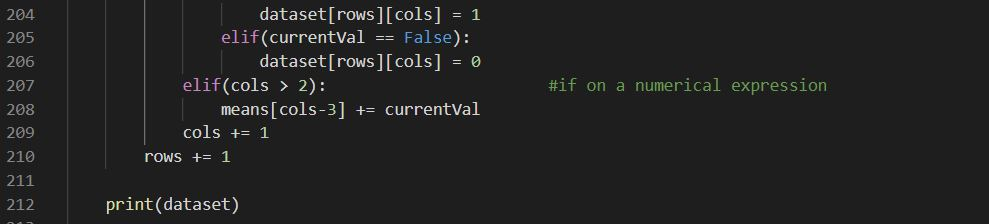 204 dataset[rows][cols] = 1
205 elif(currentVal == False):
206 dataset[rows][cols] = 0
207 elif(cols > 2): #if on a numerical expression
208 means[cols-3] += currentVal
209 cols += 1
210 rows += 1
211
212 print(dataset)